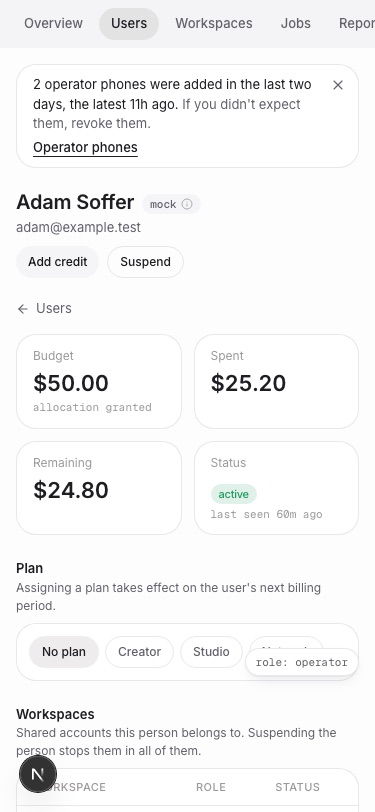 Overview Users Workspaces Jobs Repor
2 operator phones were added in the last two
days, the latest 11h ago. If you didn't expect
them, revoke them.
Operator phones
Adam Soffer mock
adam@example.test
Add credit Suspend
← Users
Budget
$50.00
allocation granted
Spent
$25.20
Remaining
$24.80
Status
active
last seen 60m ago
Plan
Assigning a plan takes effect on the user's next billing
period.
No plan Creator Studio
role: operator
Workspaces
Shared accounts this person belongs to. Suspending the
person stops them in all of them.
N
RKSPACE ROLE STATUS